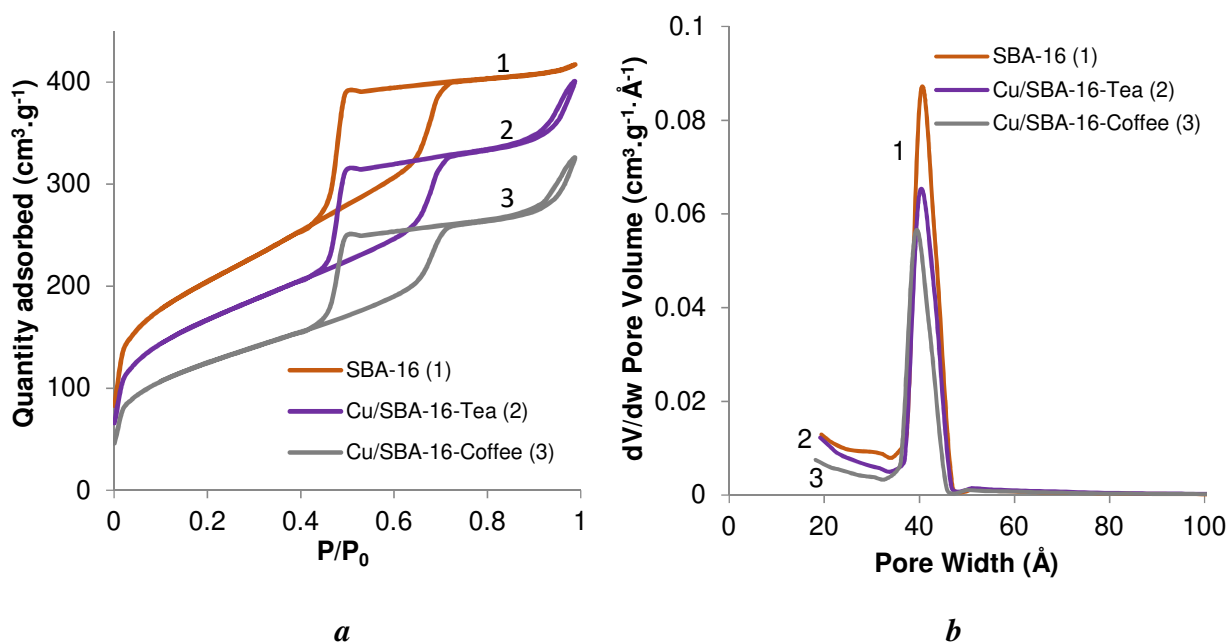 Quantity adsorbed (cm³.g⁻¹)
400
300
200
100
0
1
2
3
SBA-16 (1)
Cu/SBA-16-Tea (2)
Cu/SBA-16-Coffee (3)
0 0.2 0.4 0.6 0.8 1
P/P₀
a
dV/dw Pore Volume (cm³.g⁻¹·Å⁻¹)
0.1
0.08
0.06
0.04
0.02
0
SBA-16 (1)
Cu/SBA-16-Tea (2)
Cu/SBA-16-Coffee (3)
1
2
3
0 20 40 60 80 100
Pore Width (Å)
b